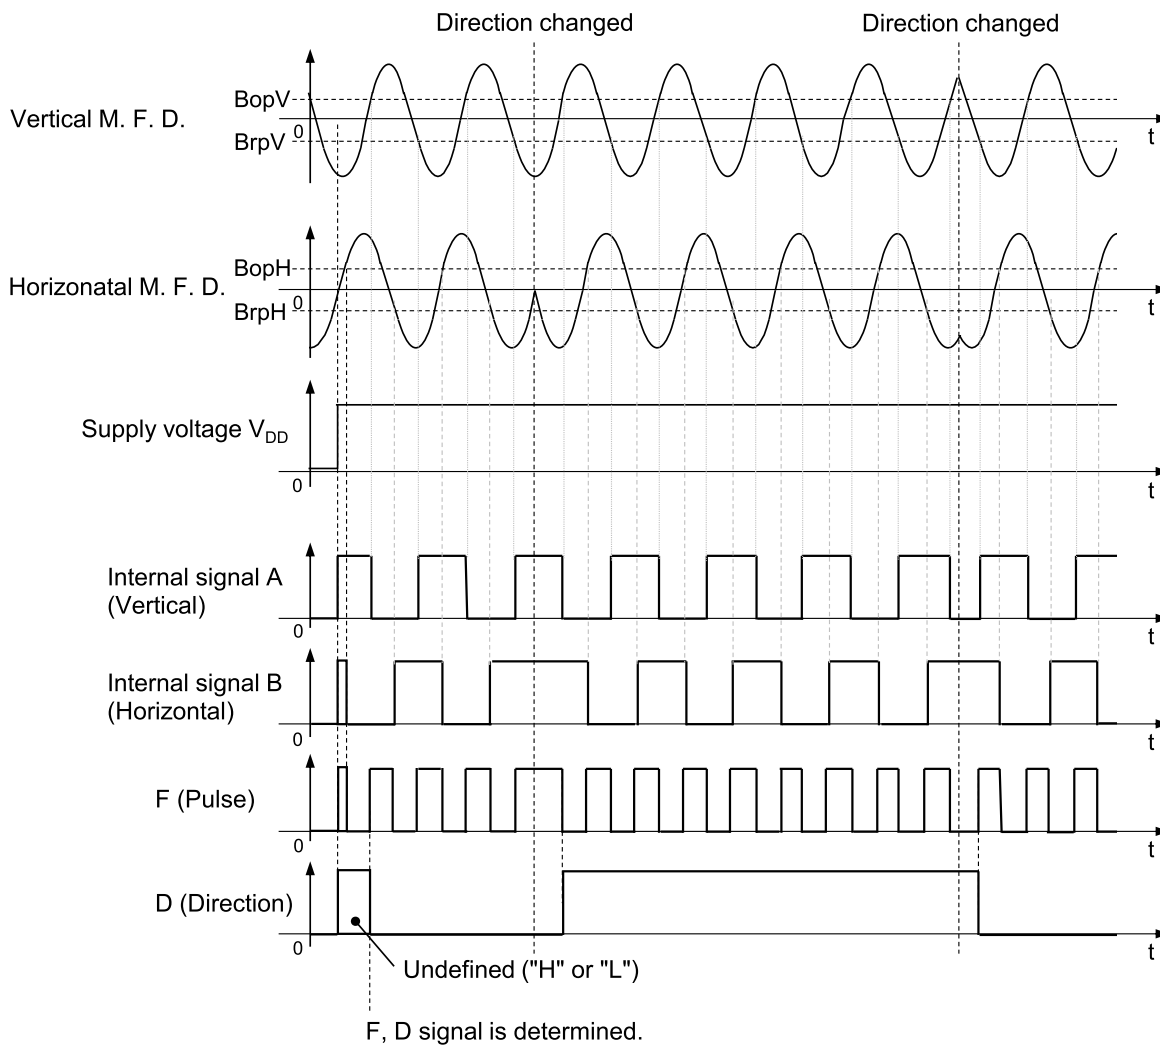 Direction changed
Direction changed
BopV
Vertical M. F. D.
0
BrpV
t
BopH
Horizonatal M. F. D.
0
BrpH
t
Supply voltage VDD
0
t
Internal signal A
(Vertical)
0
t
Internal signal B
(Horizontal)
0
t
F (Pulse)
0
t
D (Direction)
0
t
Undefined ("H" or "L")
F, D signal is determined.